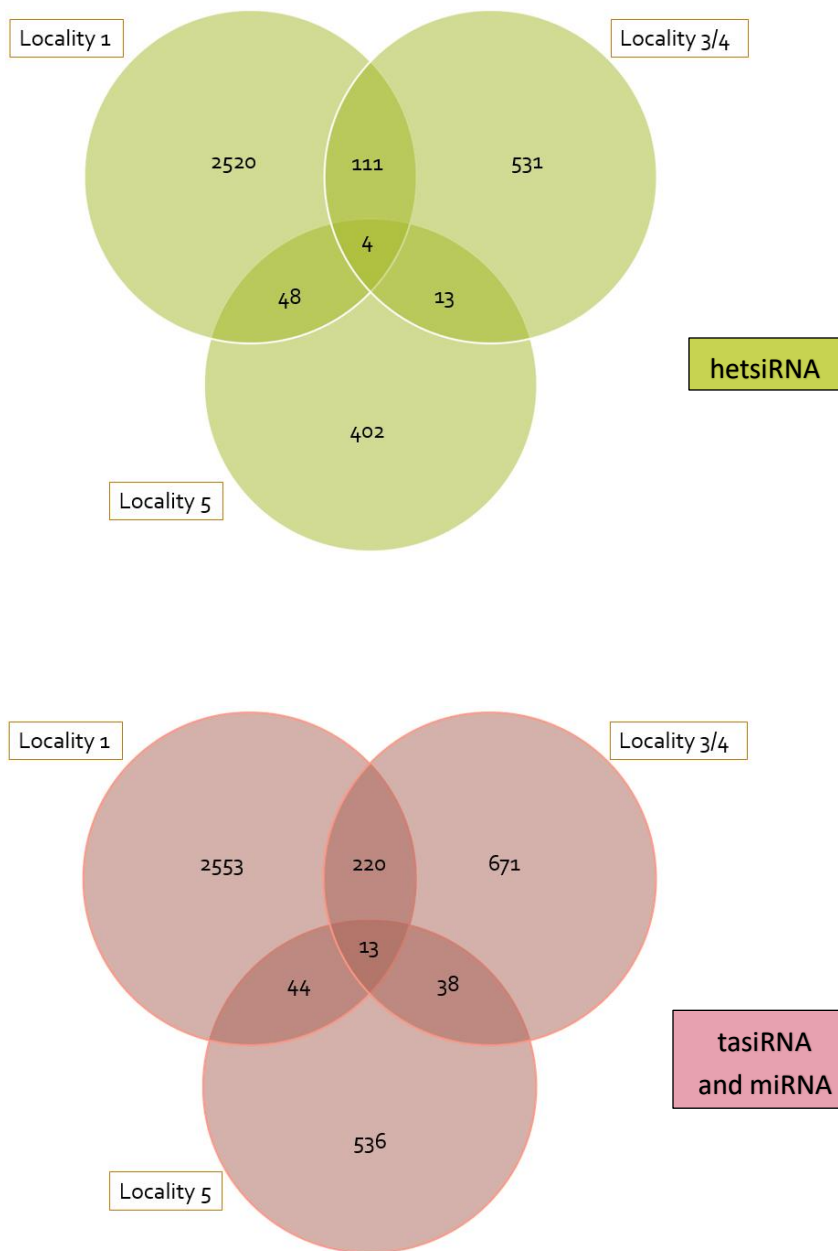 Locality 1
Locality 3/4
2520
111
531
4
48
13
hetsiRNA
402
Locality 5
Locality 1
Locality 3/4
2553
220
671
13
44
38
tasiRNA
and miRNA
536
Locality 5